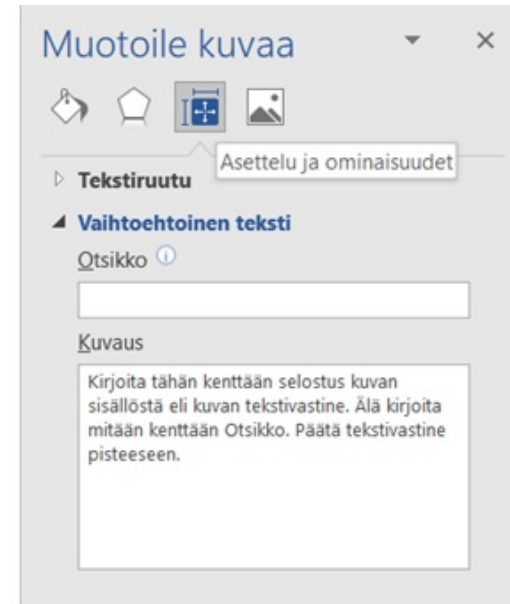 Muotoile kuvaa
Asettelu ja ominaisuudet
Tekstiruutu
Vaihtoehtoinen teksti
Otsikko
Kuvaus
Kirjoita tähän kenttään selostus kuvan
sisällöstä eli kuvan tekstivastine. Älä kirjoita
mitään kenttään Otsikko. Päätä tekstivastine
pisteeseen.